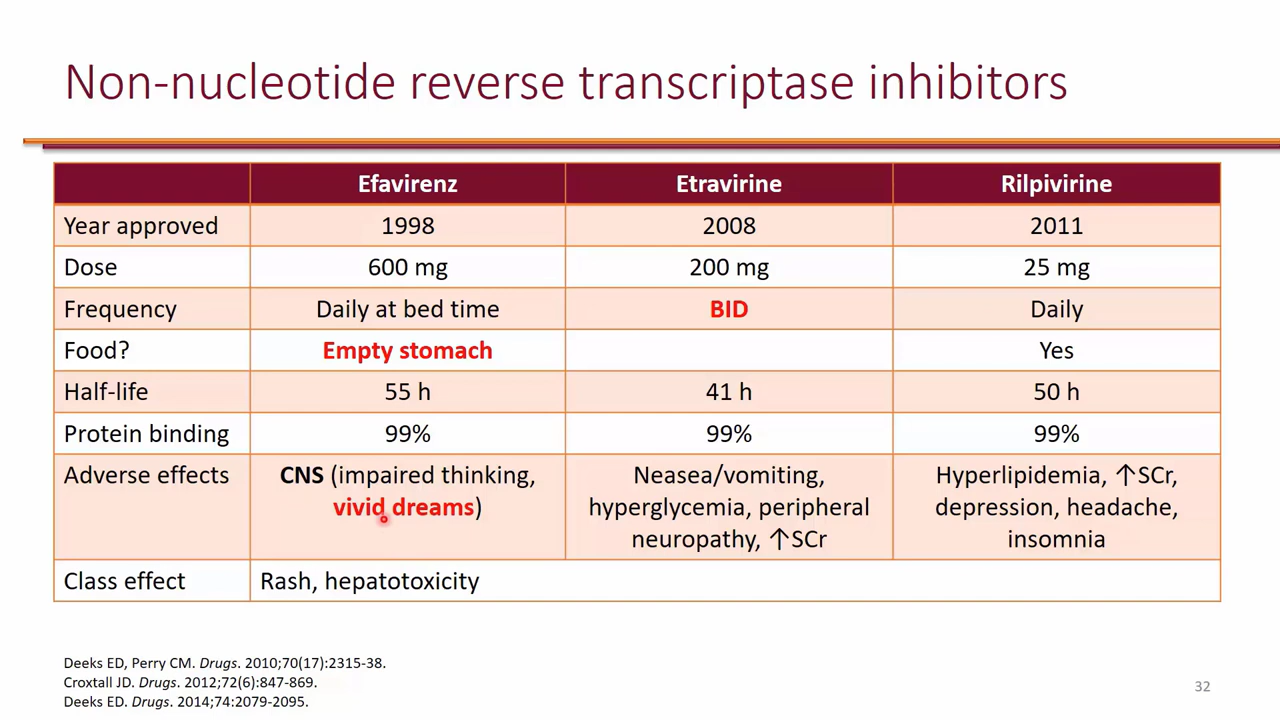 Non-nucleotide reverse transcriptase inhibitors
Efavirenz Etravirine Rilpivirine
Year approved 1998 2008 2011
Dose 600 mg 200 mg 25 mg
Frequency Daily at bed time BID Daily
Food? Empty stomach Yes
Half-life 55 h 41 h 50 h
Protein binding 99% 99% 99%
Adverse effects CNS (impaired thinking, Neasea/vomiting, Hyperlipidemia, ↑SCr,
vivid dreams) hyperglycemia, peripheral depression, headache,
neuropathy, ↑SCr insomnia
Class effect Rash, hepatotoxicity
Deeks ED, Perry CM. Drugs. 2010;70(17):2315-38.
Croxtall JD. Drugs. 2012;72(6):847-869.
Deeks ED. Drugs. 2014;74:2079-2095.
32